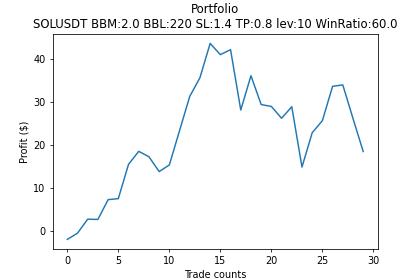 Portfolio
SOLUSDT BBM:2.0 BBL:220 SL:1.4 TP:0.8 lev:10 WinRatio:60.0
Profit ($)
40
30
20
10
0
0 5 10 15 20 25 30
Trade counts